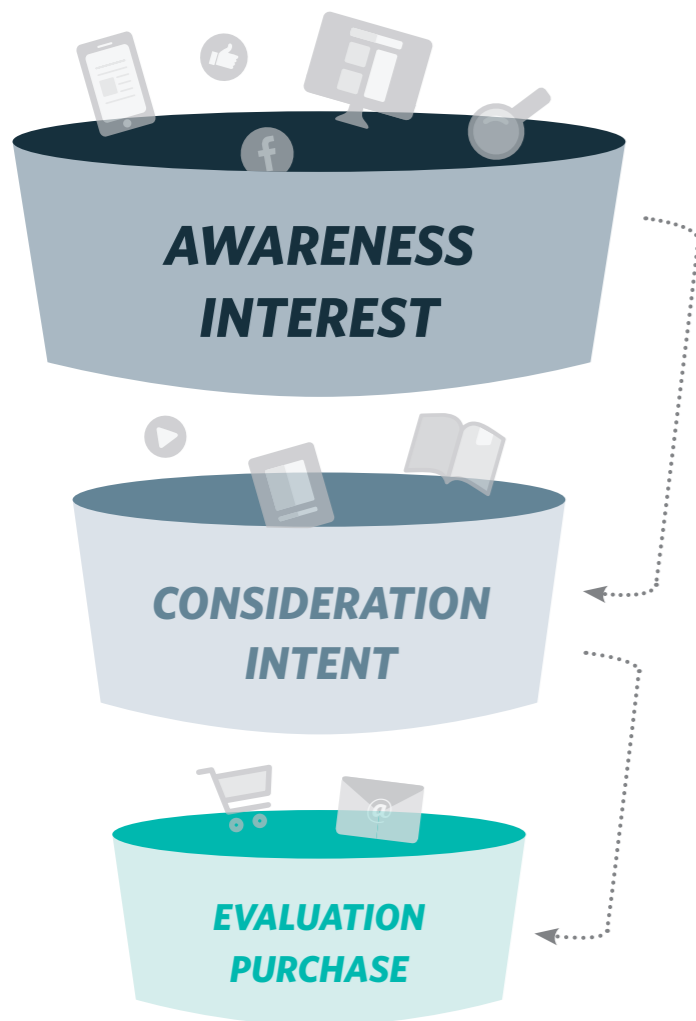 f
AWARENESS
INTEREST
CONSIDERATION
INTENT
@
EVALUATION
PURCHASE